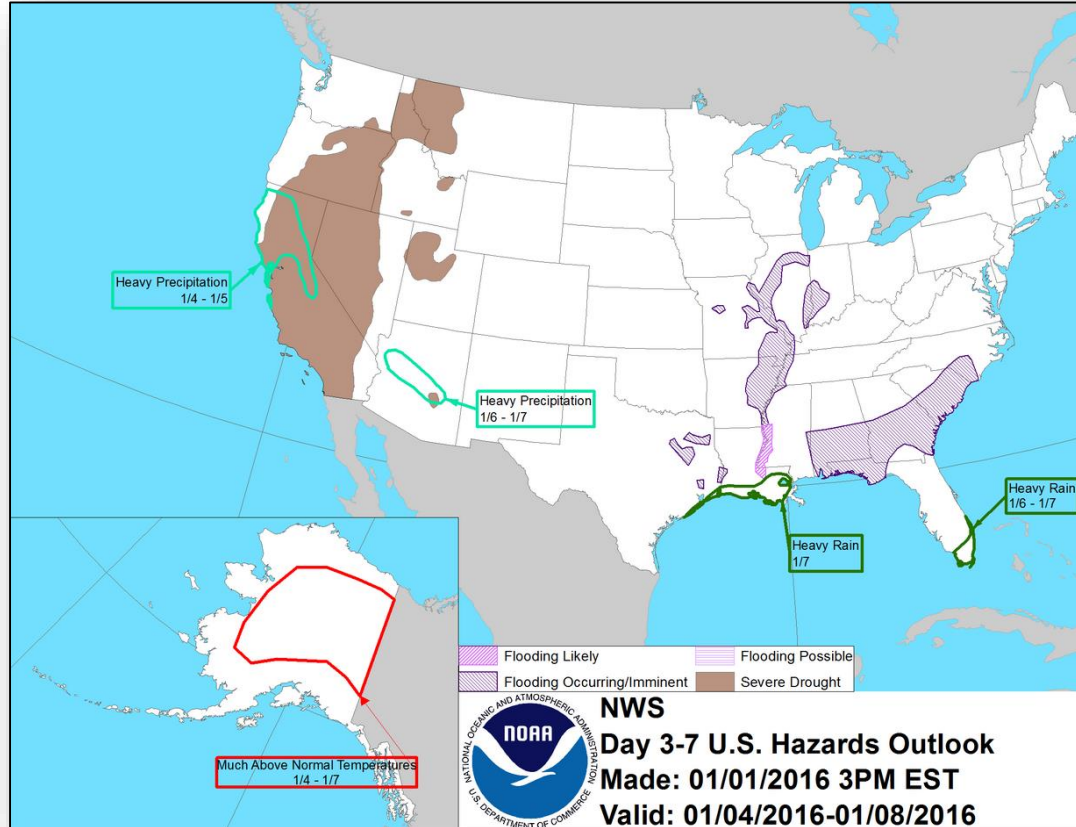 Heavy Precipitation
1/4 - 1/5
Heavy Precipitation
1/6 - 1/7
Heavy Rain
1/6 - 1/7
Heavy Rain
1/7
Much Above Normal Temperatures
1/4 - 1/7
Flooding Likely
Flooding Possible
Flooding Occurring/Imminent
Severe Drought
NATIONAL OCEANIC AND ATMOSPHERIC ADMINISTRATION
NOAA
U.S. DEPARTMENT OF COMMERCE
NWS
Day 3-7 U.S. Hazards Outlook
Made: 01/01/2016 3PM EST
Valid: 01/04/2016-01/08/2016